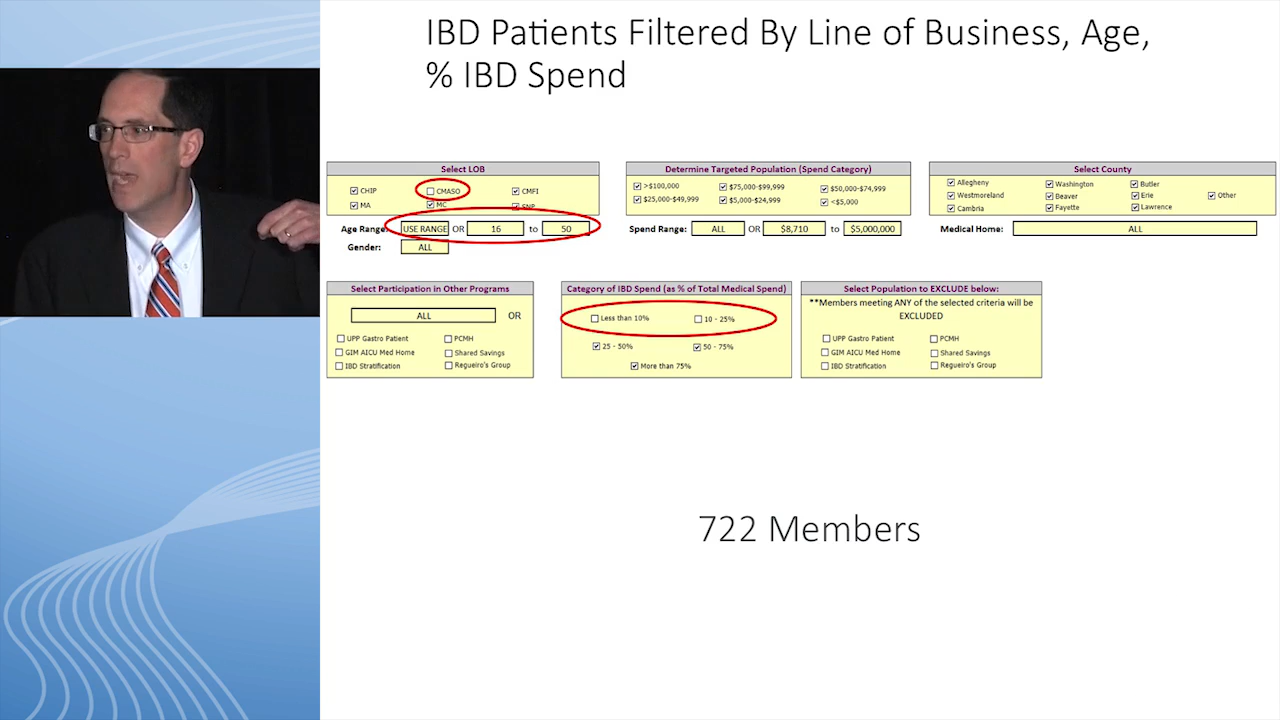 IBD Patients Filtered By Line of Business, Age,
% IBD Spend
Select LOB
CHIP CMASO CMFI
MA MC SNP
Age Range: USE RANGE OR 16 to 50
Gender: ALL
Determine Targeted Population (Spend Category)
>$100,000 $75,000-$99,999 $50,000-$74,999
$25,000-$49,999 $5,000-$24,999 <$5,000
Spend Range: ALL OR $8,710 to $5,000,000
Select County
Allegheny Washington Butler
Westmoreland Beaver Erie Other
Cambria Fayette Lawrence
Medical Home: ALL
Select Participation in Other Programs
ALL OR
UPP Gastro Patient PCMH
GIM AICU Med Home Shared Savings
IBD Stratification Regueiro's Group
Category of IBD Spend (as % of Total Medical Spend)
Less than 10% 10 - 25%
25 - 50% 50 - 75%
More than 75%
Select Population to EXCLUDE below:
**Members meeting ANY of the selected criteria will be
EXCLUDED
UPP Gastro Patient PCMH
GIM AICU Med Home Shared Savings
IBD Stratification Regueiro's Group
722 Members